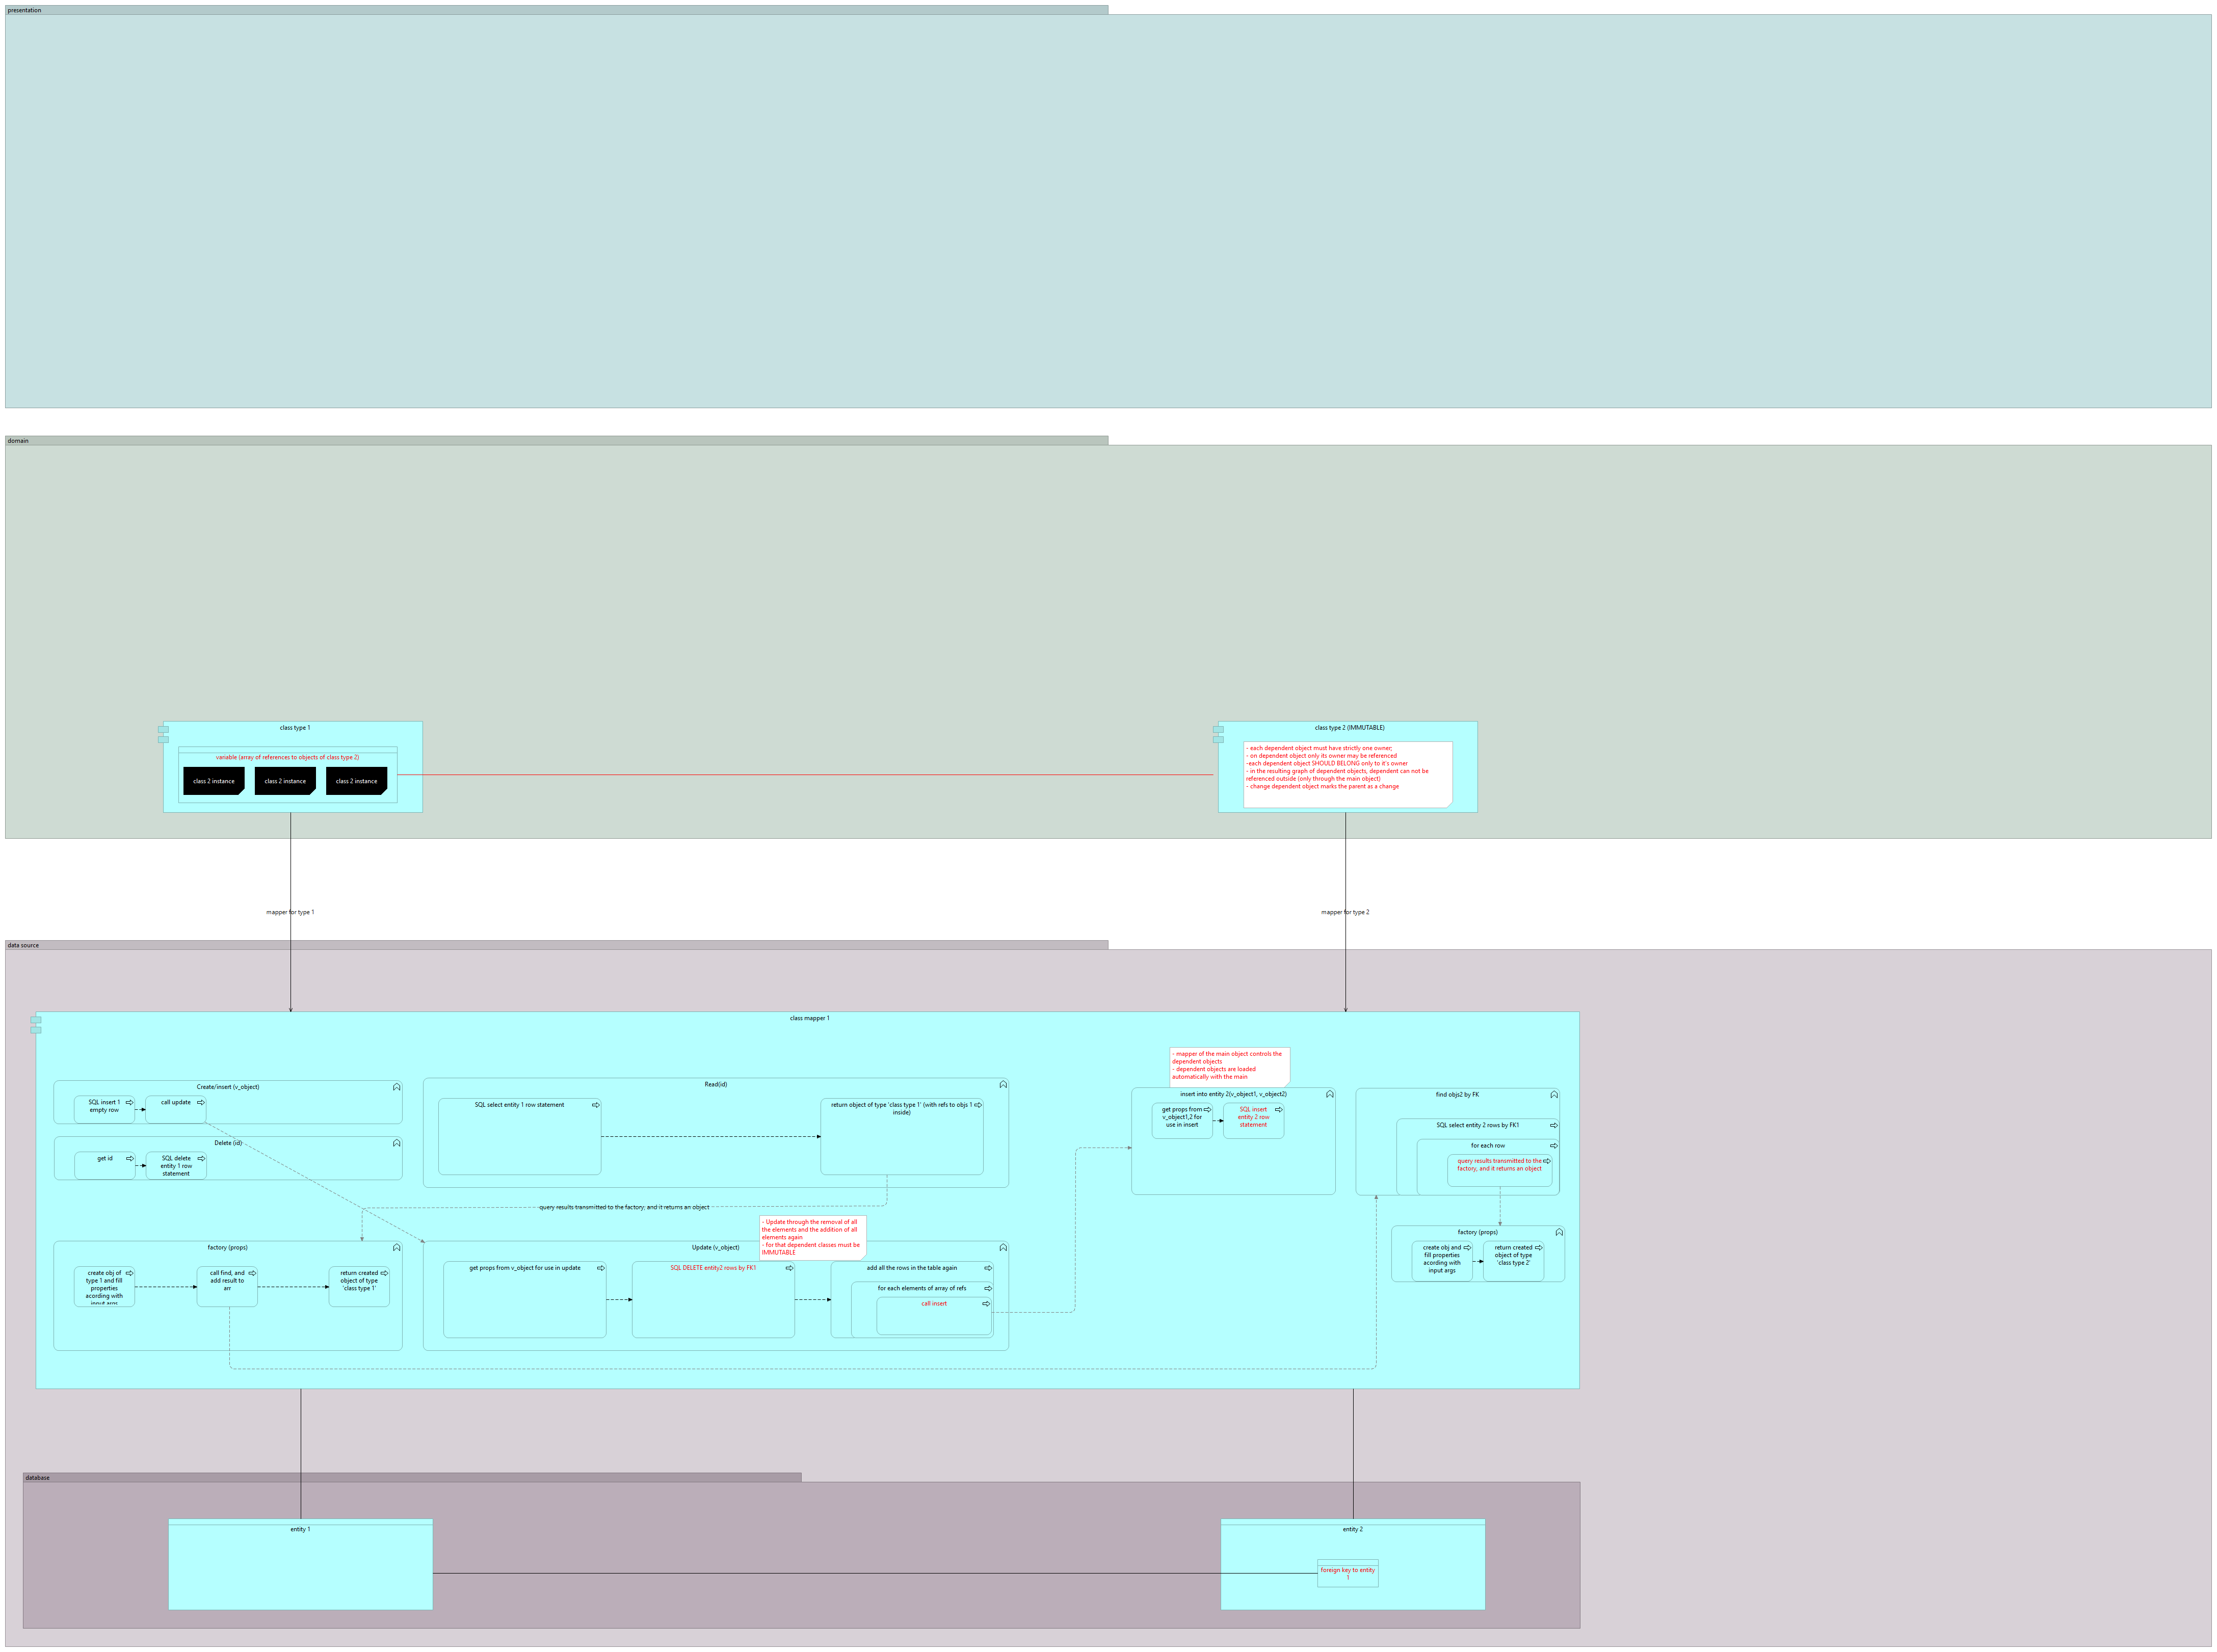 presentation
domain
class type 1
variable (array of references to objects of class type 2)
class 2 instance
class 2 instance
class 2 instance
class type 2 (IMMUTABLE)
- each dependent object must have strictly one owner;
- on dependent object only its owner may be referenced
-each dependent object SHOULD BELONG only to it's owner
- in the resulting graph of dependent objects, dependent can not be
referenced outside (only through the main object)
- change dependent object marks the parent as a change
mapper for type 1
mapper for type 2
data source
class mapper 1
Create/insert (v_object)
SQL insert 1
empty row
call update
Delete (id)
get id
SQL delete
entity 1 row
statement
Read(id)
SQL select entity 1 row statement
return object of type 'class type 1' (with refs to objs 1
inside)
- mapper of the main object controls the
dependent objects
- dependent objects are loaded
automatically with the main
insert into entity 2(v_object1, v_object2)
get props from
v_object1,2 for
use in insert
SQL insert
entity 2 row
statement
find objs2 by FK
SQL select entity 2 rows by FK1
for each row
query results transmitted to the
factory, and it returns an object
query results transmitted to the factory, and it returns an object
factory (props)
create obj of
type 1 and fill
properties
acording with
input args
call find, and
add result to
arr
return created
object of type
'class type 1'
- Update through the removal of all
the elements and the addition of all
elements again
- for that dependent classes must be
IMMUTABLE
Update (v_object)
get props from v_object for use in update
SQL DELETE entity2 rows by FK1
add all the rows in the table again
for each elements of array of refs
call insert
factory (props)
create obj and
fill properties
acording with
input args
return created
object of type
'class type 2'
database
entity 1
entity 2
foreign key to entity
1